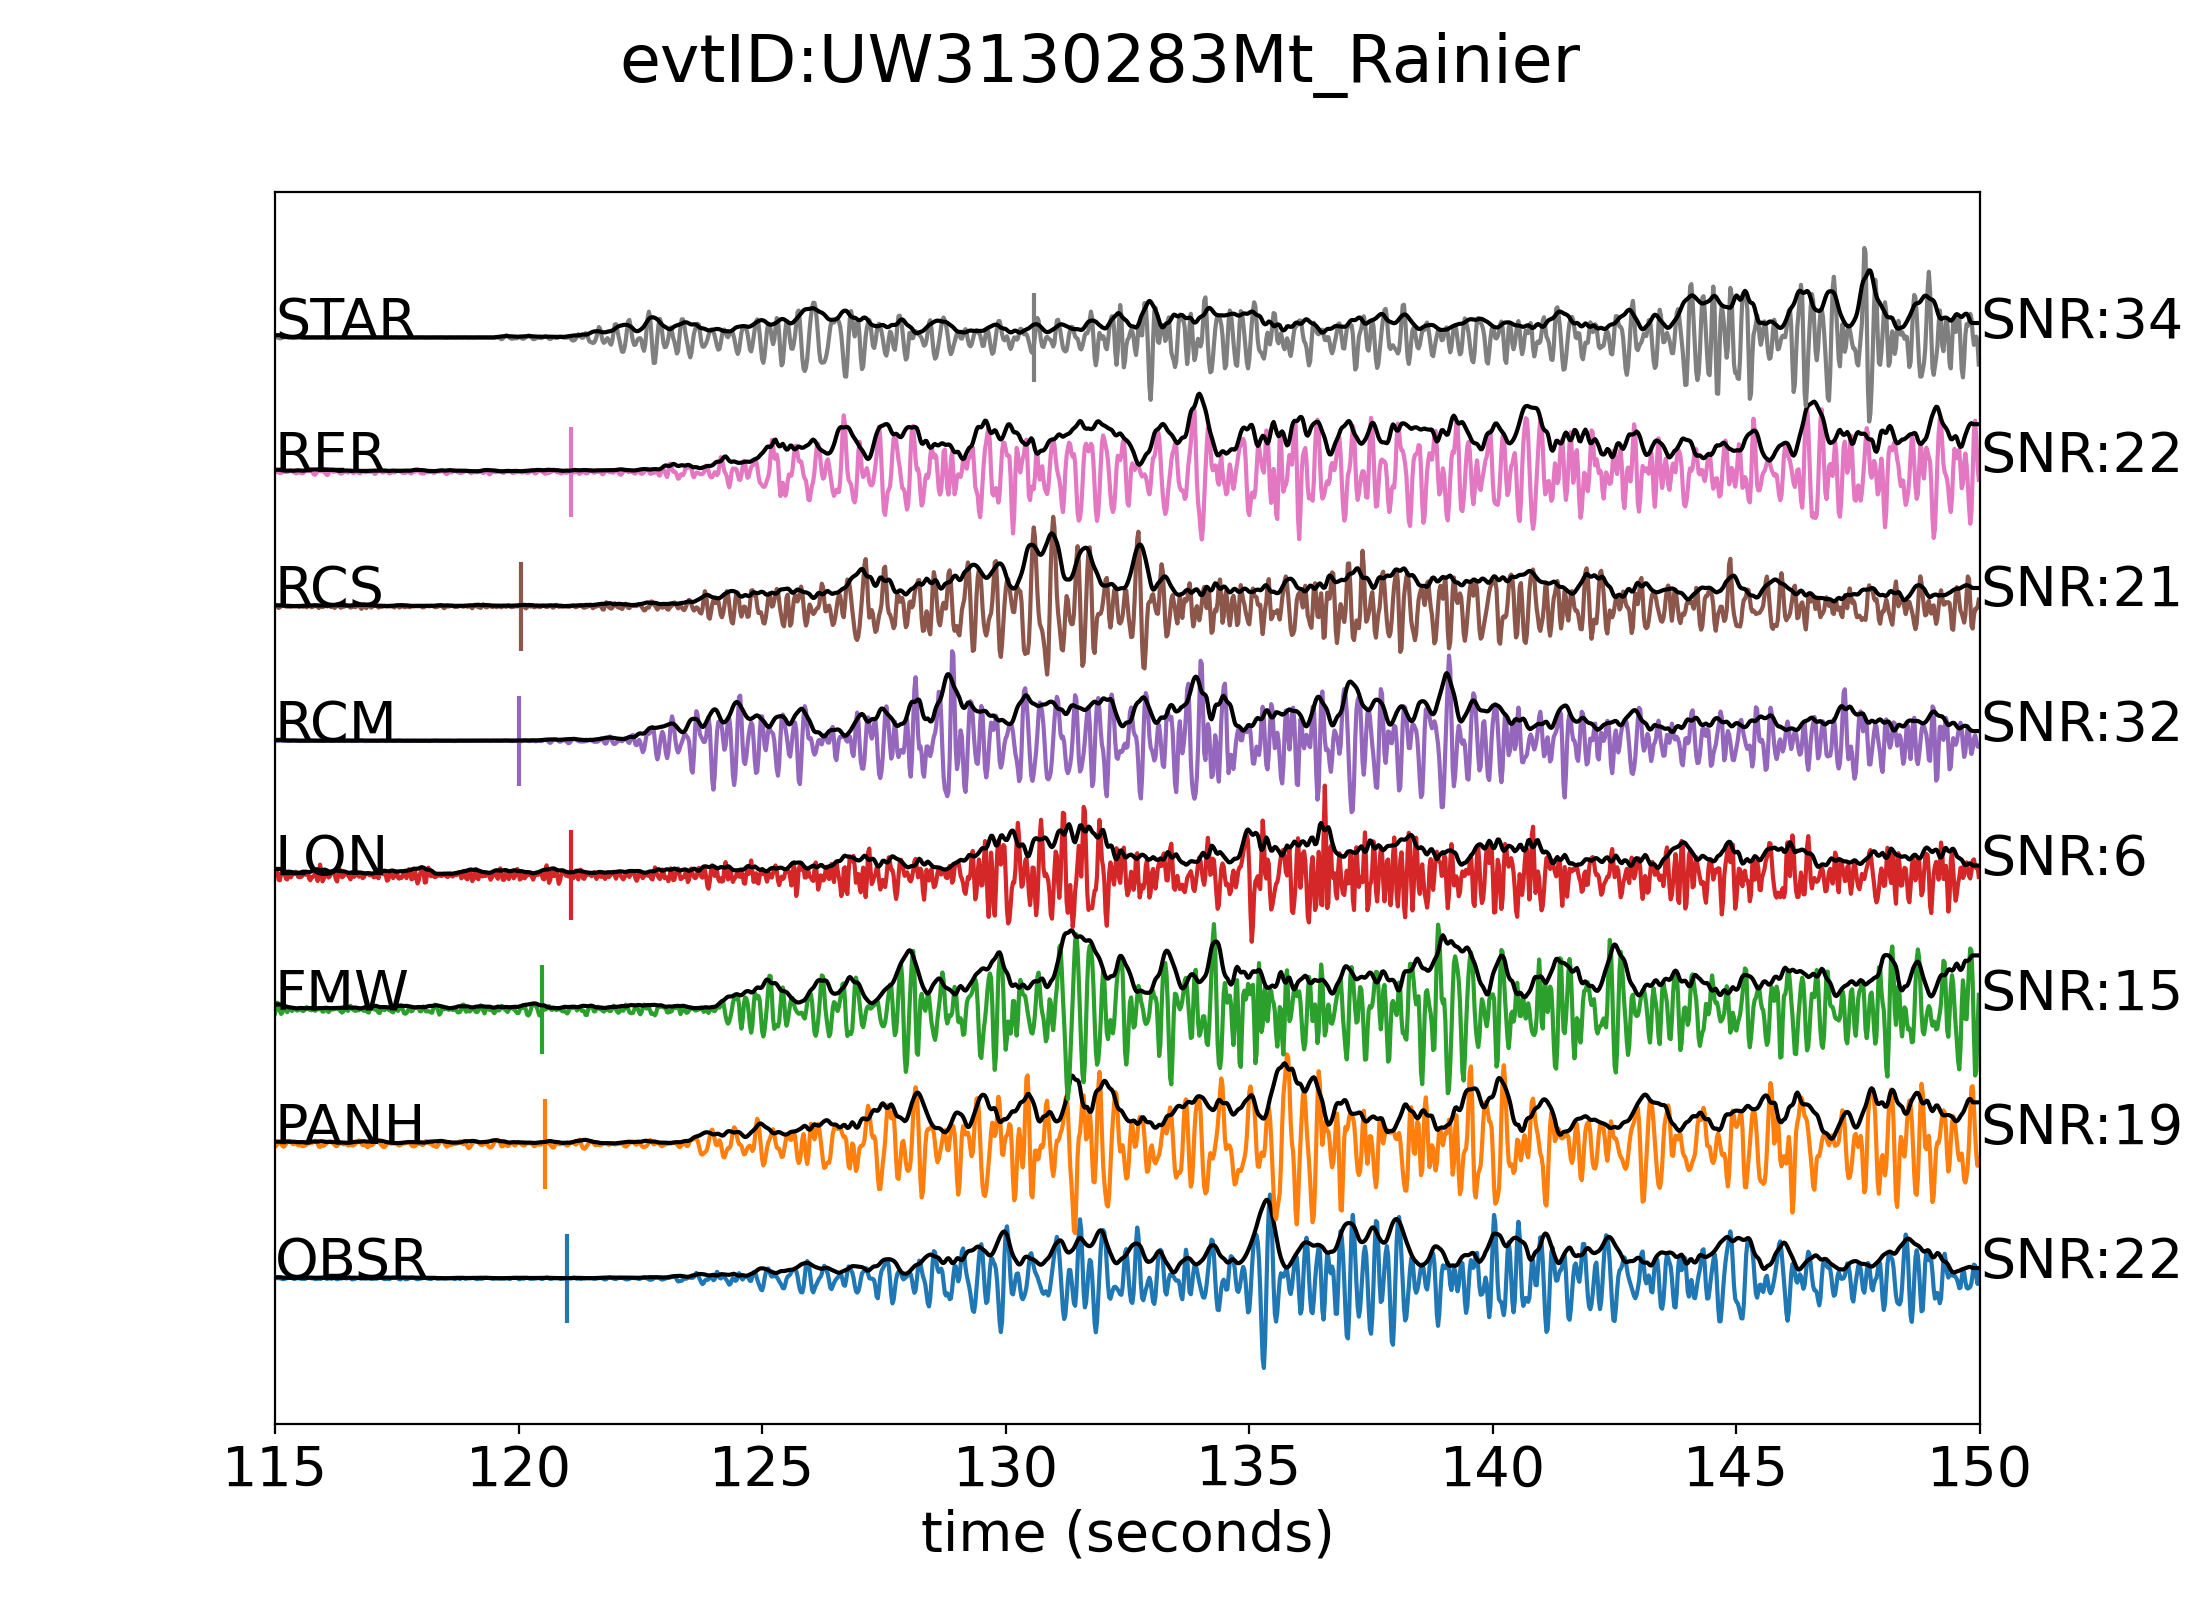 evtID:UW3130283Mt_Rainier
STAR SNR:34
RER SNR:22
RCS SNR:21
RCM SNR:32
LON SNR:6
FMW SNR:15
PANH SNR:19
OBSR SNR:22
115 120 125 130 135 140 145 150
time (seconds)